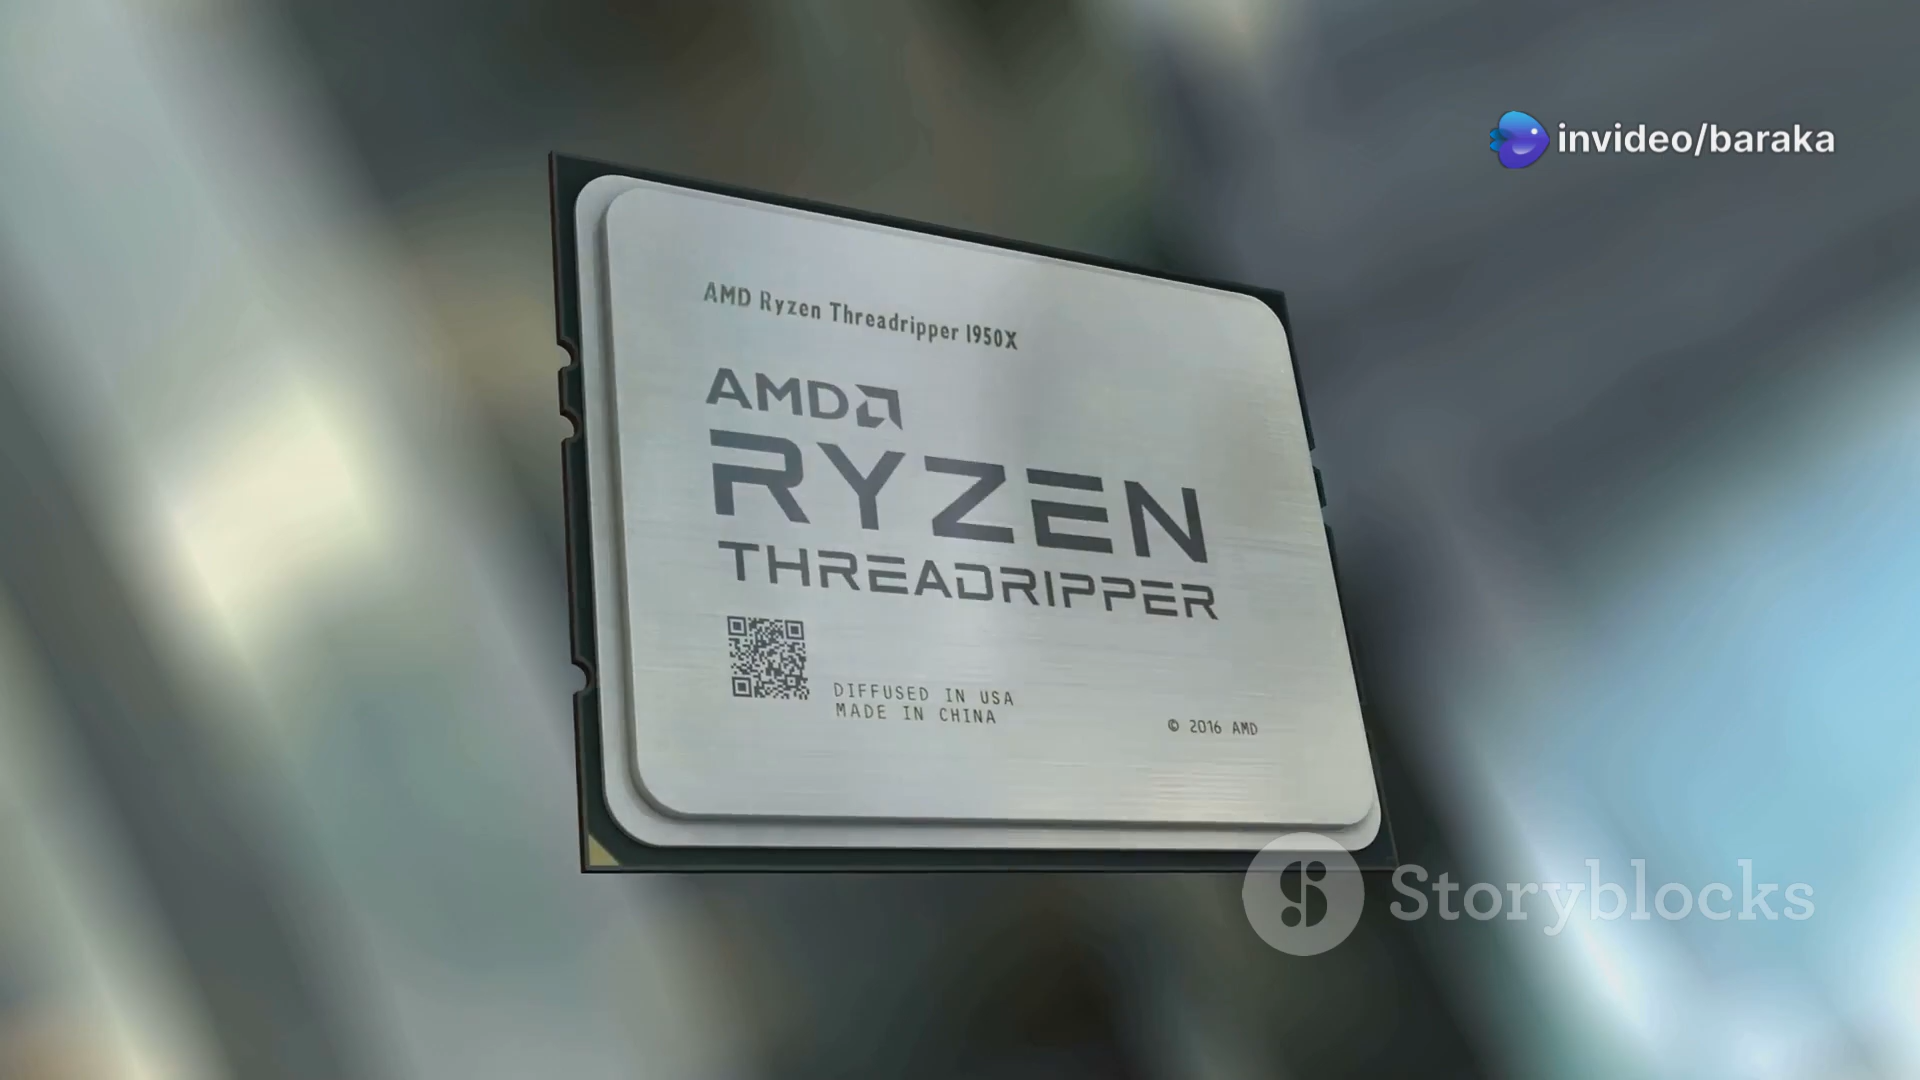 invideo/baraka
AMD Ryzen Threadripper 1950X
AMD
RYZEN
THREADRIPPER
DIFFUSED IN USA
MADE IN CHINA
© 2016 AMD
Storyblocks